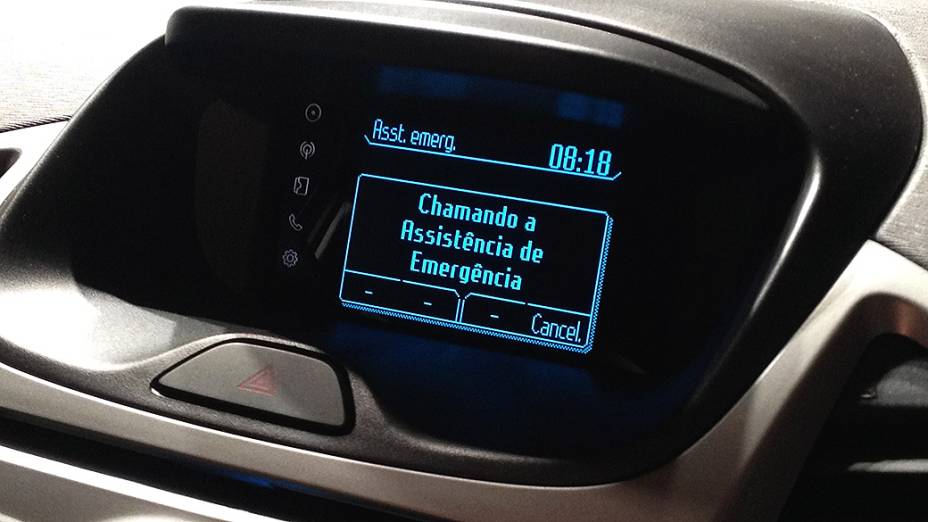 Asst. emerg.
08:18
Chamando a
Assistência de
Emergência
- - - Cancel.